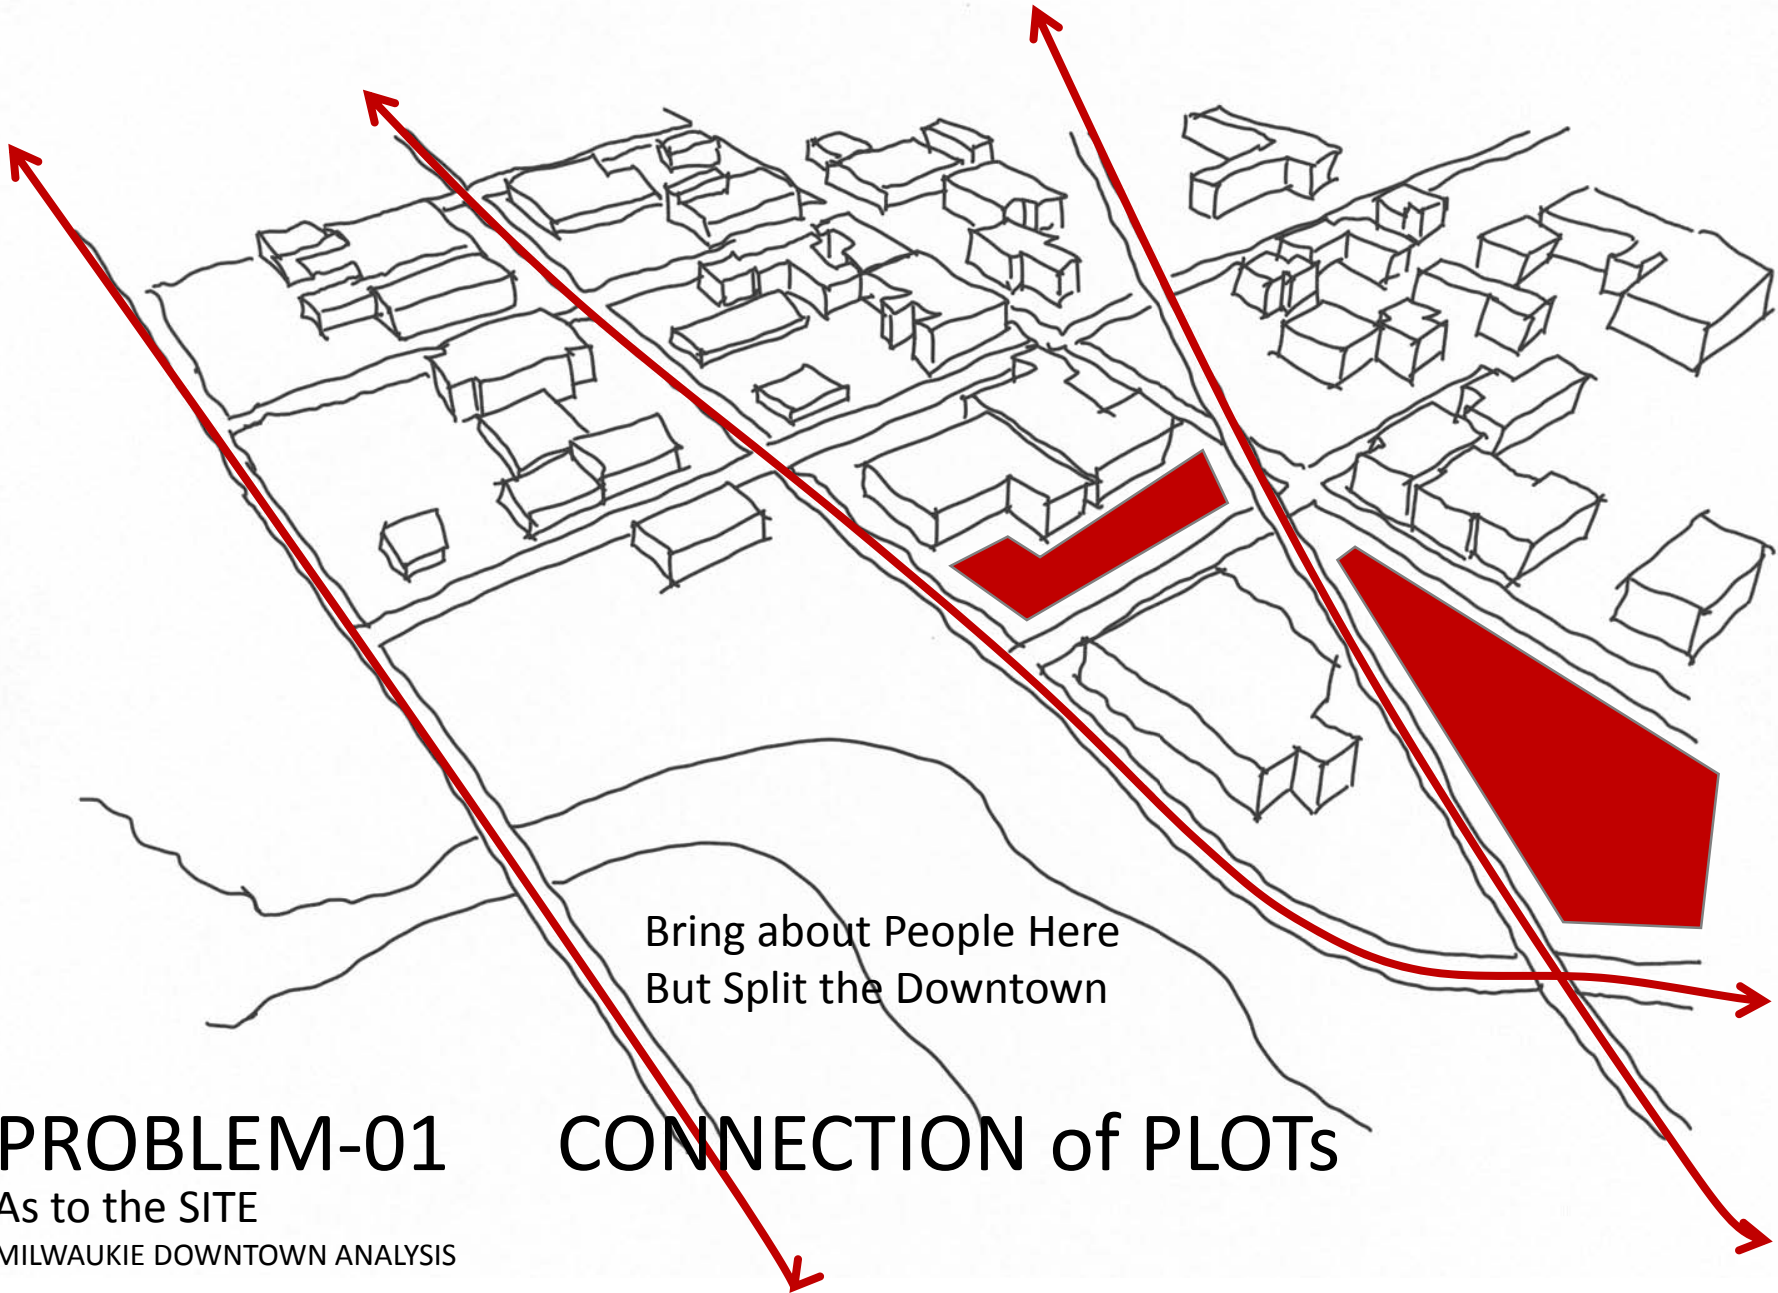 Bring about People Here
But Split the Downtown
PROBLEM-01 CONNECTION of PLOTs
As to the SITE
MILWAUKIE DOWNTOWN ANALYSIS